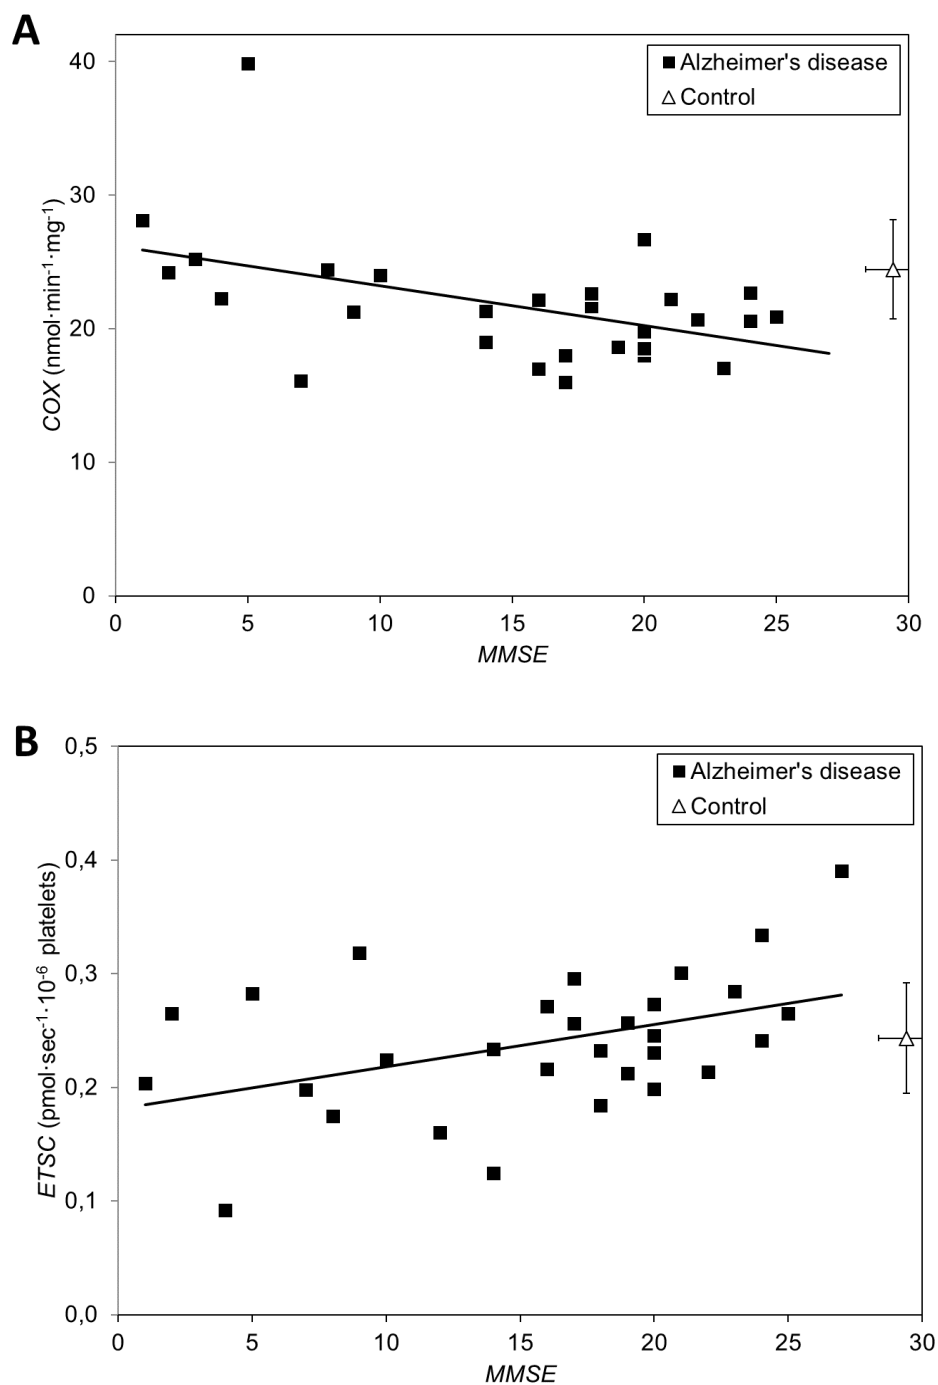 A
40
30
20
10
0
COX (nmol·min⁻¹·mg⁻¹)
Alzheimer's disease
Control
0 5 10 15 20 25 30
MMSE
B
0,5
0,4
0,3
0,2
0,1
0,0
ETSC (pmol·sec⁻¹·10⁻⁶ platelets)
Alzheimer's disease
Control
0 5 10 15 20 25 30
MMSE